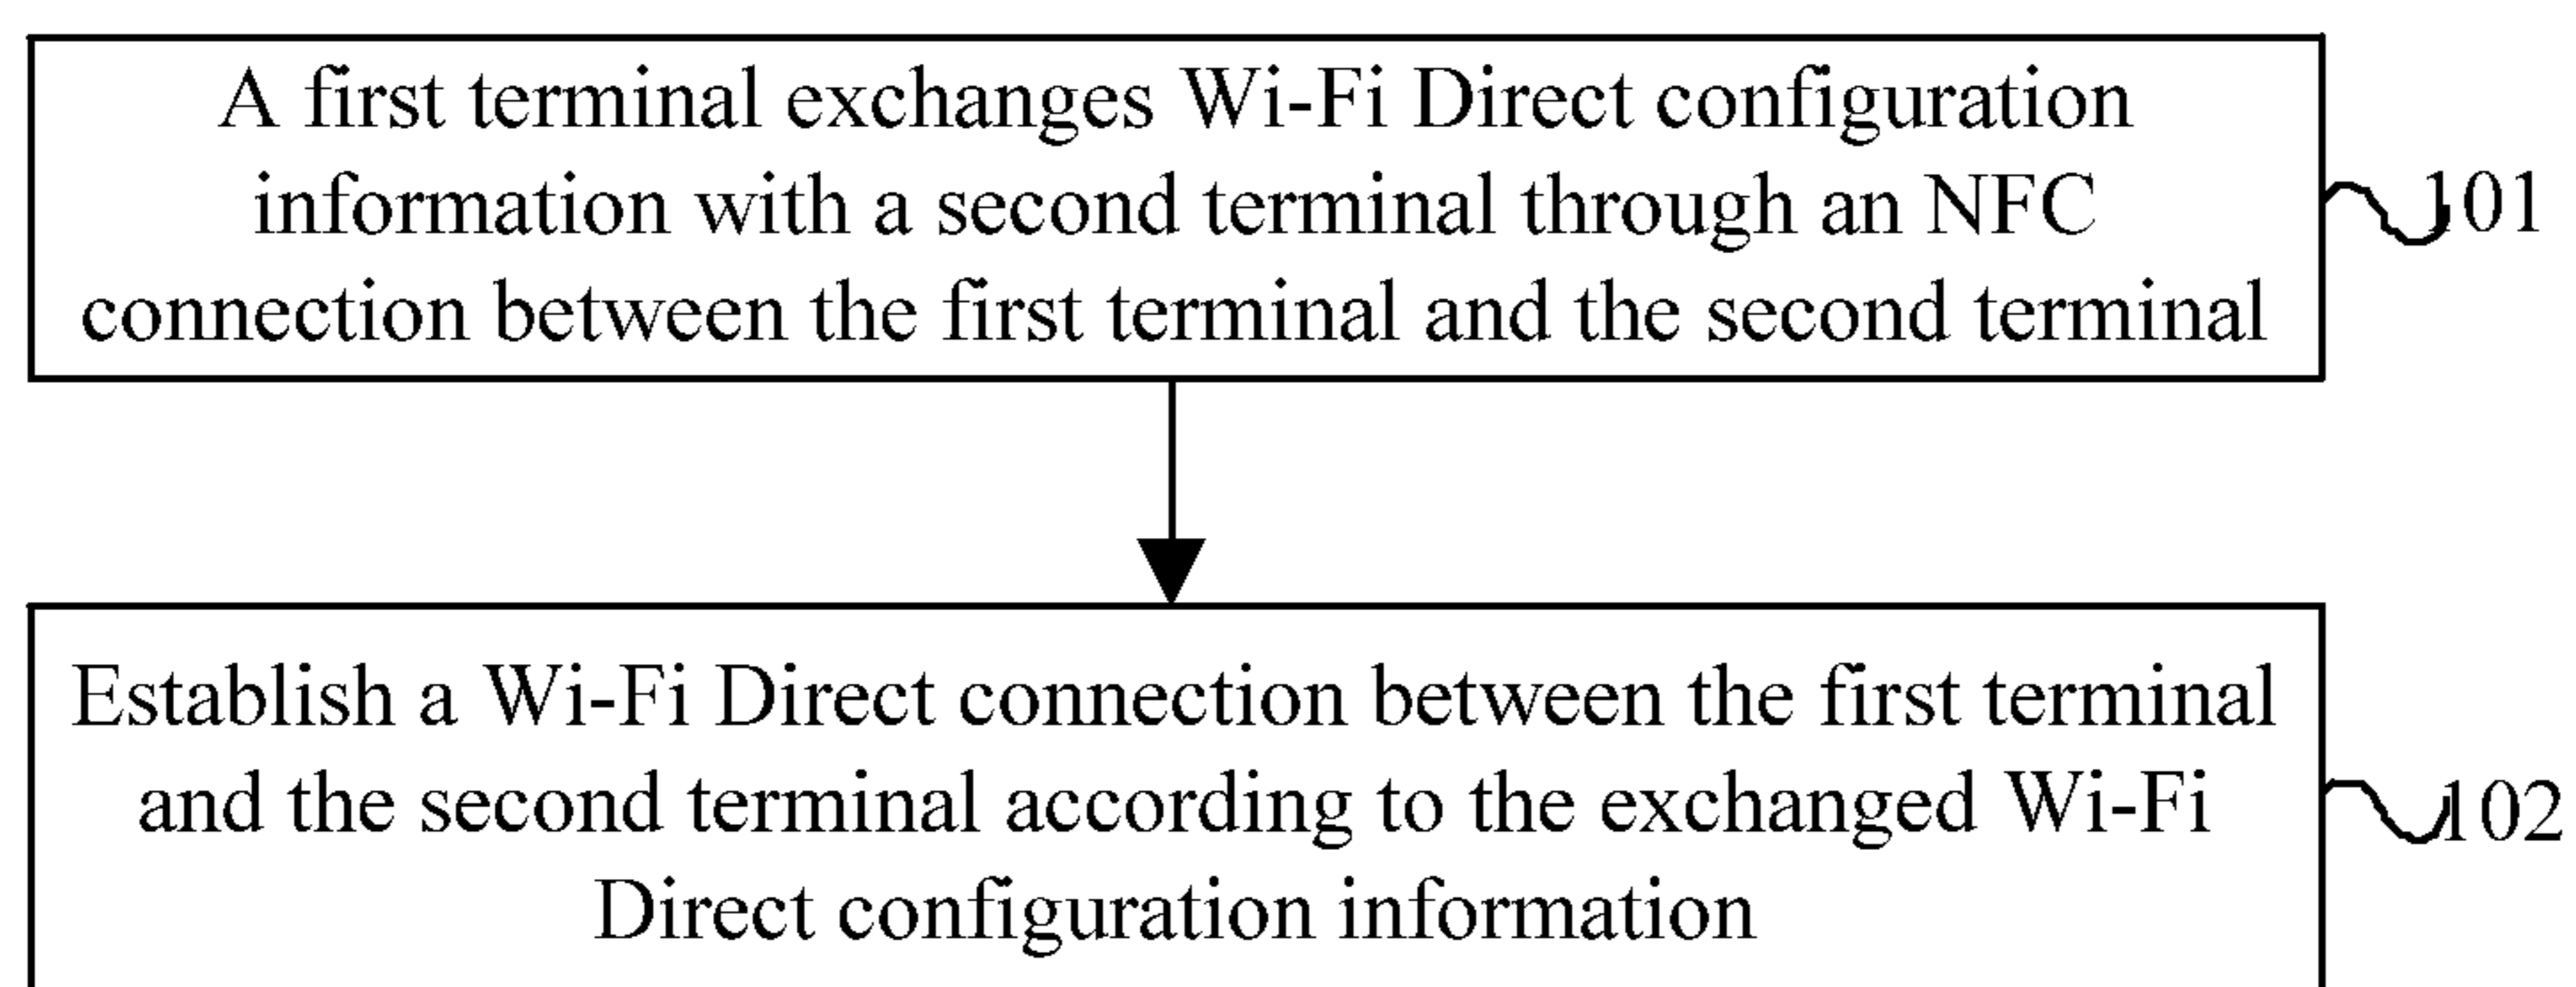 A first terminal exchanges Wi-Fi Direct configuration
information with a second terminal through an NFC
connection between the first terminal and the second terminal
101
Establish a Wi-Fi Direct connection between the first terminal
and the second terminal according to the exchanged Wi-Fi
Direct configuration information
102